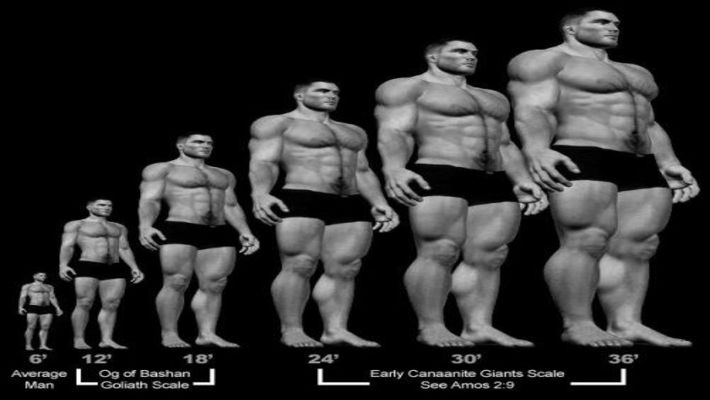 6’ 12’ 18’ 24’ 30’ 36’
Average
Man
Og of Bashan
Goliath Scale
Early Canaanite Giants Scale
See Amos 2:9